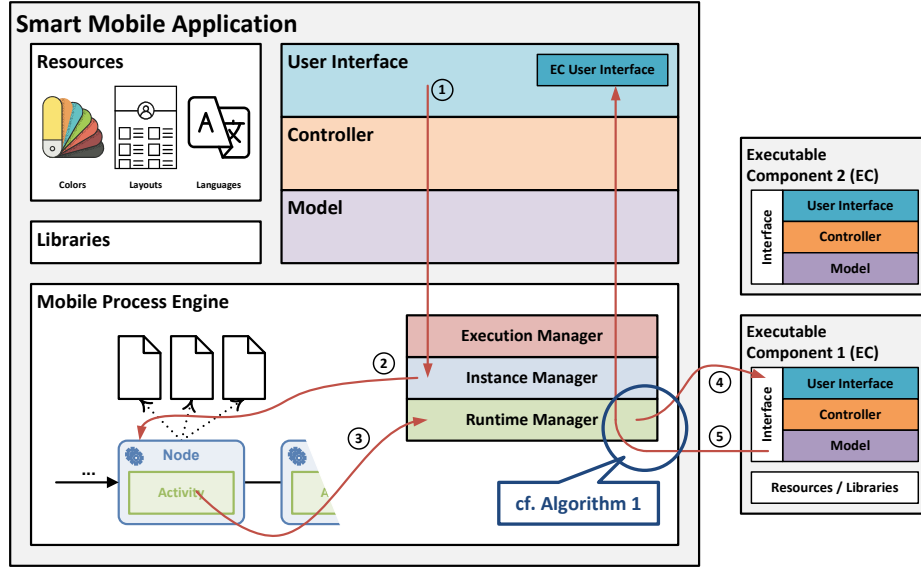 Smart Mobile Application
Resources
Colors
Layouts
Languages
Libraries
User Interface
EC User Interface
1
Controller
Model
Mobile Process Engine
Execution Manager
Instance Manager
Runtime Manager
2
3
4
5
...
Node
Activity
A
cf. Algorithm 1
Executable
Component 2 (EC)
Interface
User Interface
Controller
Model
Executable
Component 1 (EC)
Interface
User Interface
Controller
Model
Resources / Libraries